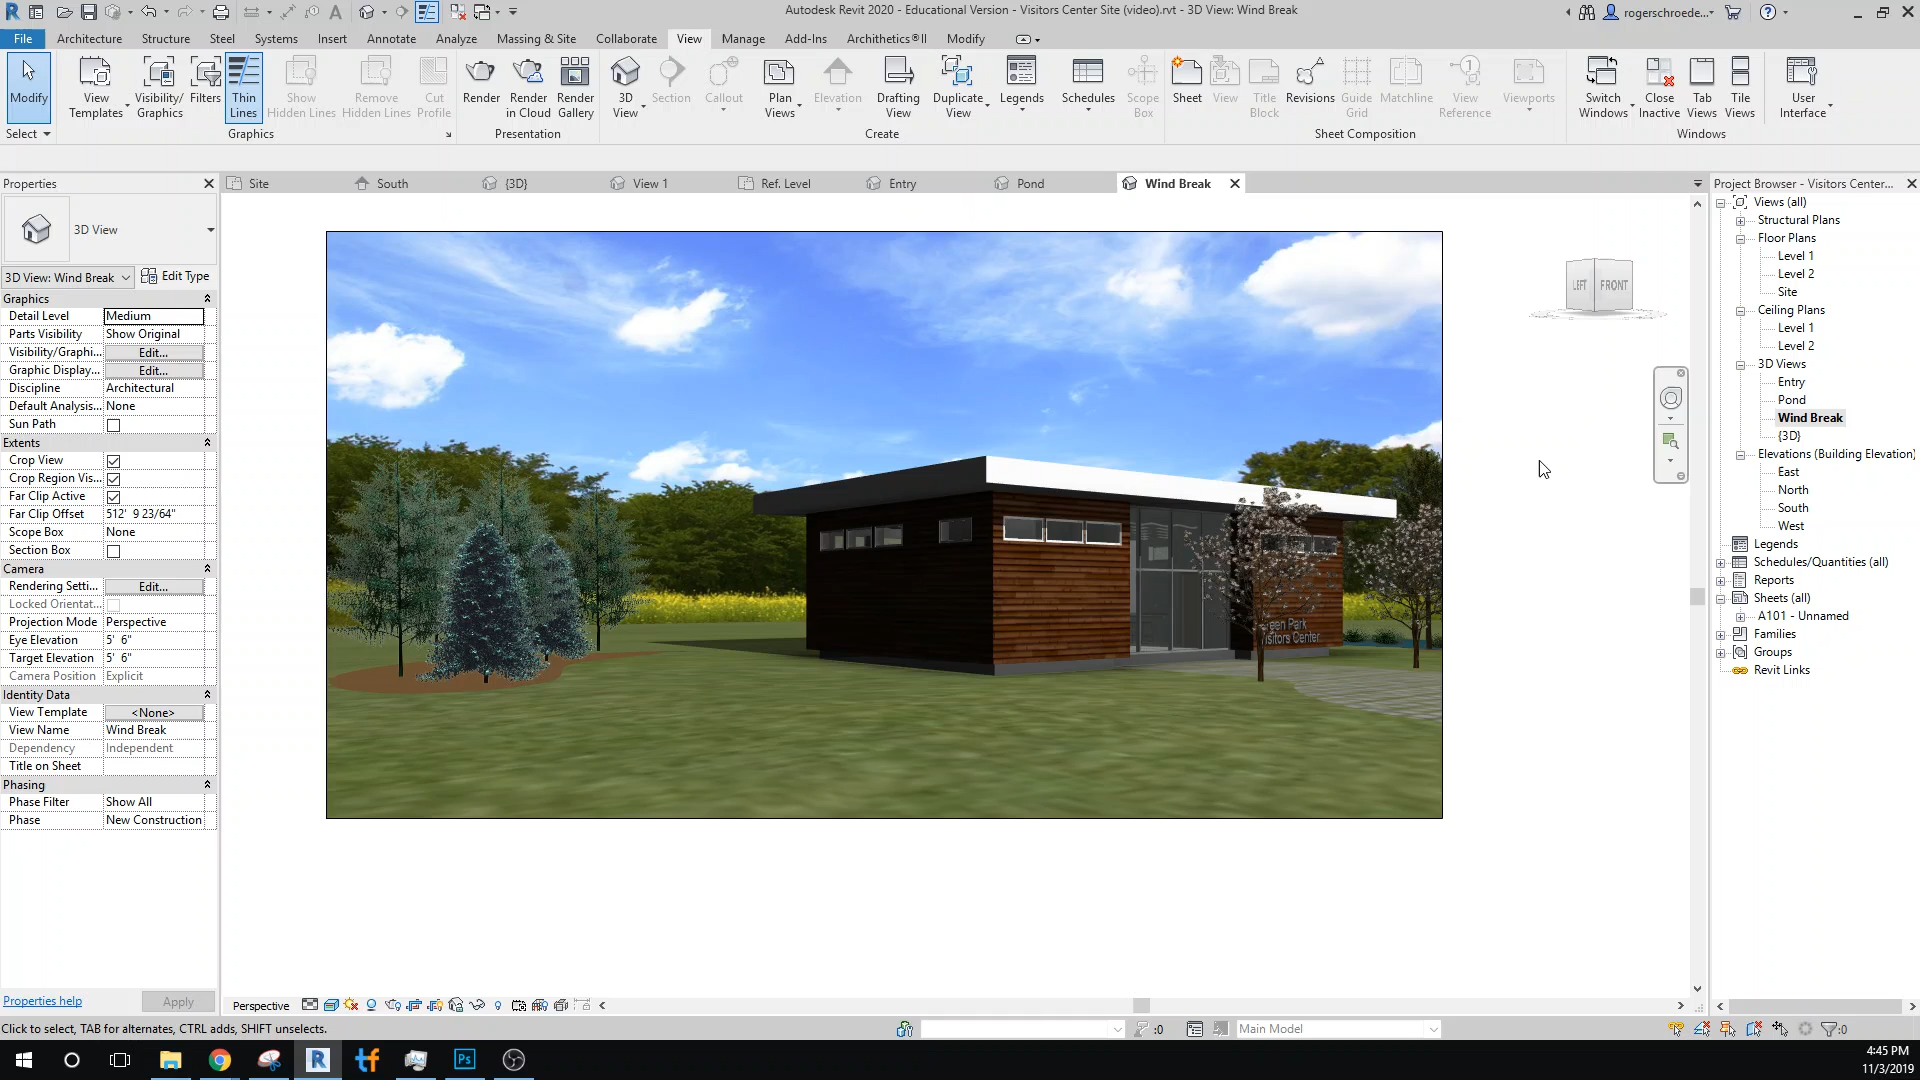 Autodesk Revit 2020 - Educational Version - Visitors Center Site (video).rvt - 3D View: Wind Break
rogerschroede...
File Architecture Structure Steel Systems Insert Annotate Analyze Massing & Site Collaborate View Manage Add-Ins Archithetics®II Modify
Modify
View Templates
Visibility/ Graphics
Filters
Thin Lines
Show Hidden Lines
Remove Hidden Lines
Cut Profile
Render
Render in Cloud
Render Gallery
3D View
Section
Callout
Plan Views
Elevation
Drafting View
Duplicate View
Legends
Schedules
Scope Box
Sheet
View
Title Block
Revisions
Guide Grid
Matchline
View Reference
Viewports
Switch Windows
Close Inactive
Tab Views
Tile Views
User Interface
Select Graphics Presentation Create Sheet Composition Windows
Properties
Site South {3D} View 1 Ref. Level Entry Pond Wind Break
3D View
3D View: Wind Break Edit Type
Graphics
Detail Level Medium
Parts Visibility Show Original
Visibility/Graphi... Edit...
Graphic Display... Edit...
Discipline Architectural
Default Analysis... None
Sun Path
Extents
Crop View
Crop Region Vis...
Far Clip Active
Far Clip Offset 512' 9 23/64"
Scope Box None
Section Box
Camera
Rendering Setti... Edit...
Locked Orientat...
Projection Mode Perspective
Eye Elevation 5' 6"
Target Elevation 5' 6"
Camera Position Explicit
Identity Data
View Template <None>
View Name Wind Break
Dependency Independent
Title on Sheet
Phasing
Phase Filter Show All
Phase New Construction
Properties help Apply
LEFT FRONT
Park
Center
Project Browser - Visitors Center...
Views (all)
Structural Plans
Floor Plans
Level 1
Level 2
Site
Ceiling Plans
Level 1
Level 2
3D Views
Entry
Pond
Wind Break
{3D}
Elevations (Building Elevation)
East
North
South
West
Legends
Schedules/Quantities (all)
Reports
Sheets (all)
A101 - Unnamed
Families
Groups
Revit Links
Perspective
Click to select, TAB for alternates, CTRL adds, SHIFT unselects.
:0
Main Model
:0
Ps
4:45 PM
11/3/2019